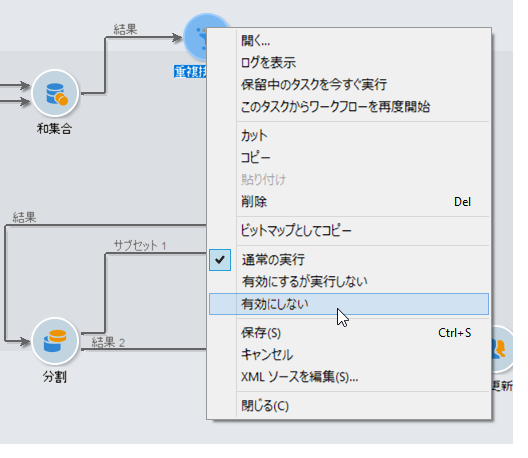 結果
重複
和集合
結果
サブセット 1
結果 2
分割
更新
開く...
ログを表示
保留中のタスクを今すぐ実行
このタスクからワークフローを再度開始
カット
コピー
貼り付け
削除 Del
ビットマップとしてコピー
通常の実行
有効にするが実行しない
有効にしない
保存(S) Ctrl+S
キャンセル
XML ソースを編集(S)...
閉じる(C)